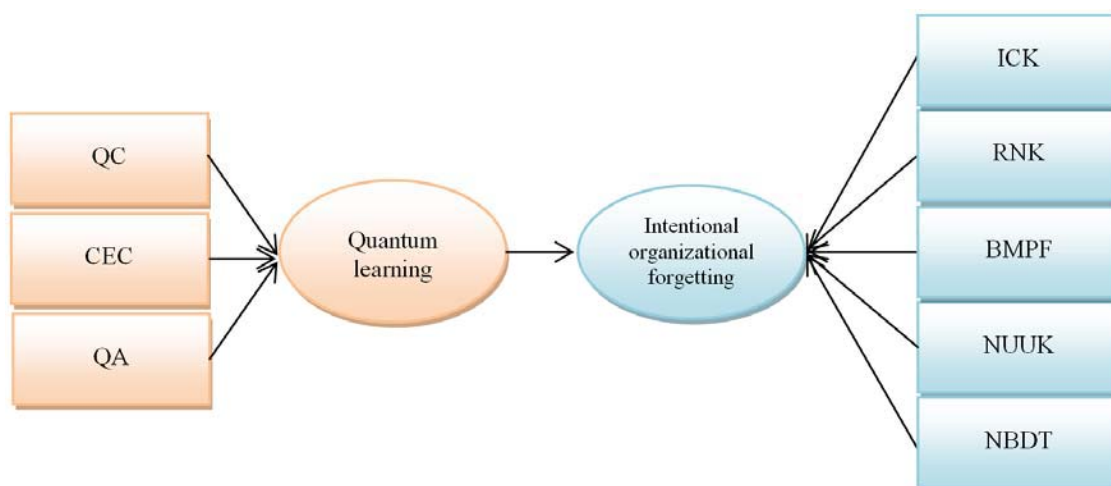 QC
CEC
QA
Quantum
learning
Intentional
organizational
forgetting
ICK
RNK
BMPF
NUUK
NBDT